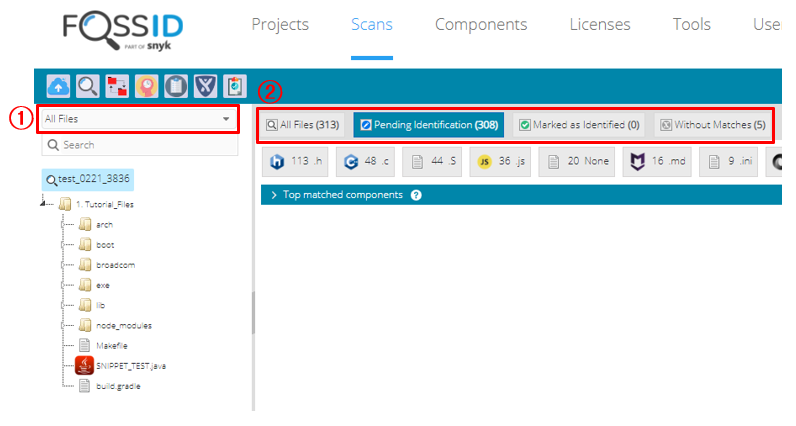 FOSSID
PART OF snyk
Projects
Scans
Components
Licenses
Tools
Use
①
②
All Files
All Files (313)
Pending Identification (308)
Marked as Identified (0)
Without Matches (5)
Search
113 .h
48 .c
44 .S
JS
36 .js
20 None
16 .md
9 .ini
test_0221_3836
Top matched components ?
1. Tutorial_Files
arch
boot
broadcom
exe
lib
node_modules
Makefile
SNIPPET_TEST.java
build.gradle